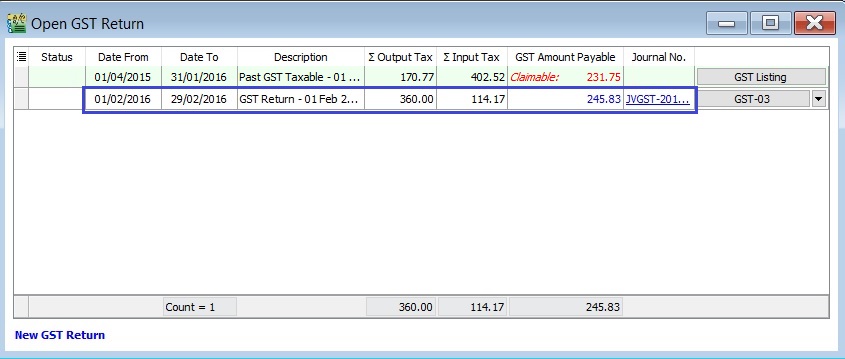 Open GST Return
Status Date From Date To Description Σ Output Tax Σ Input Tax GST Amount Payable Journal No.
01/04/2015 31/01/2016 Past GST Taxable - 01 ... 170.77 402.52 Claimable: 231.75 GST Listing
01/02/2016 29/02/2016 GST Return - 01 Feb 2... 360.00 114.17 245.83 JVGST-201... GST-03
Count = 1 360.00 114.17 245.83
New GST Return